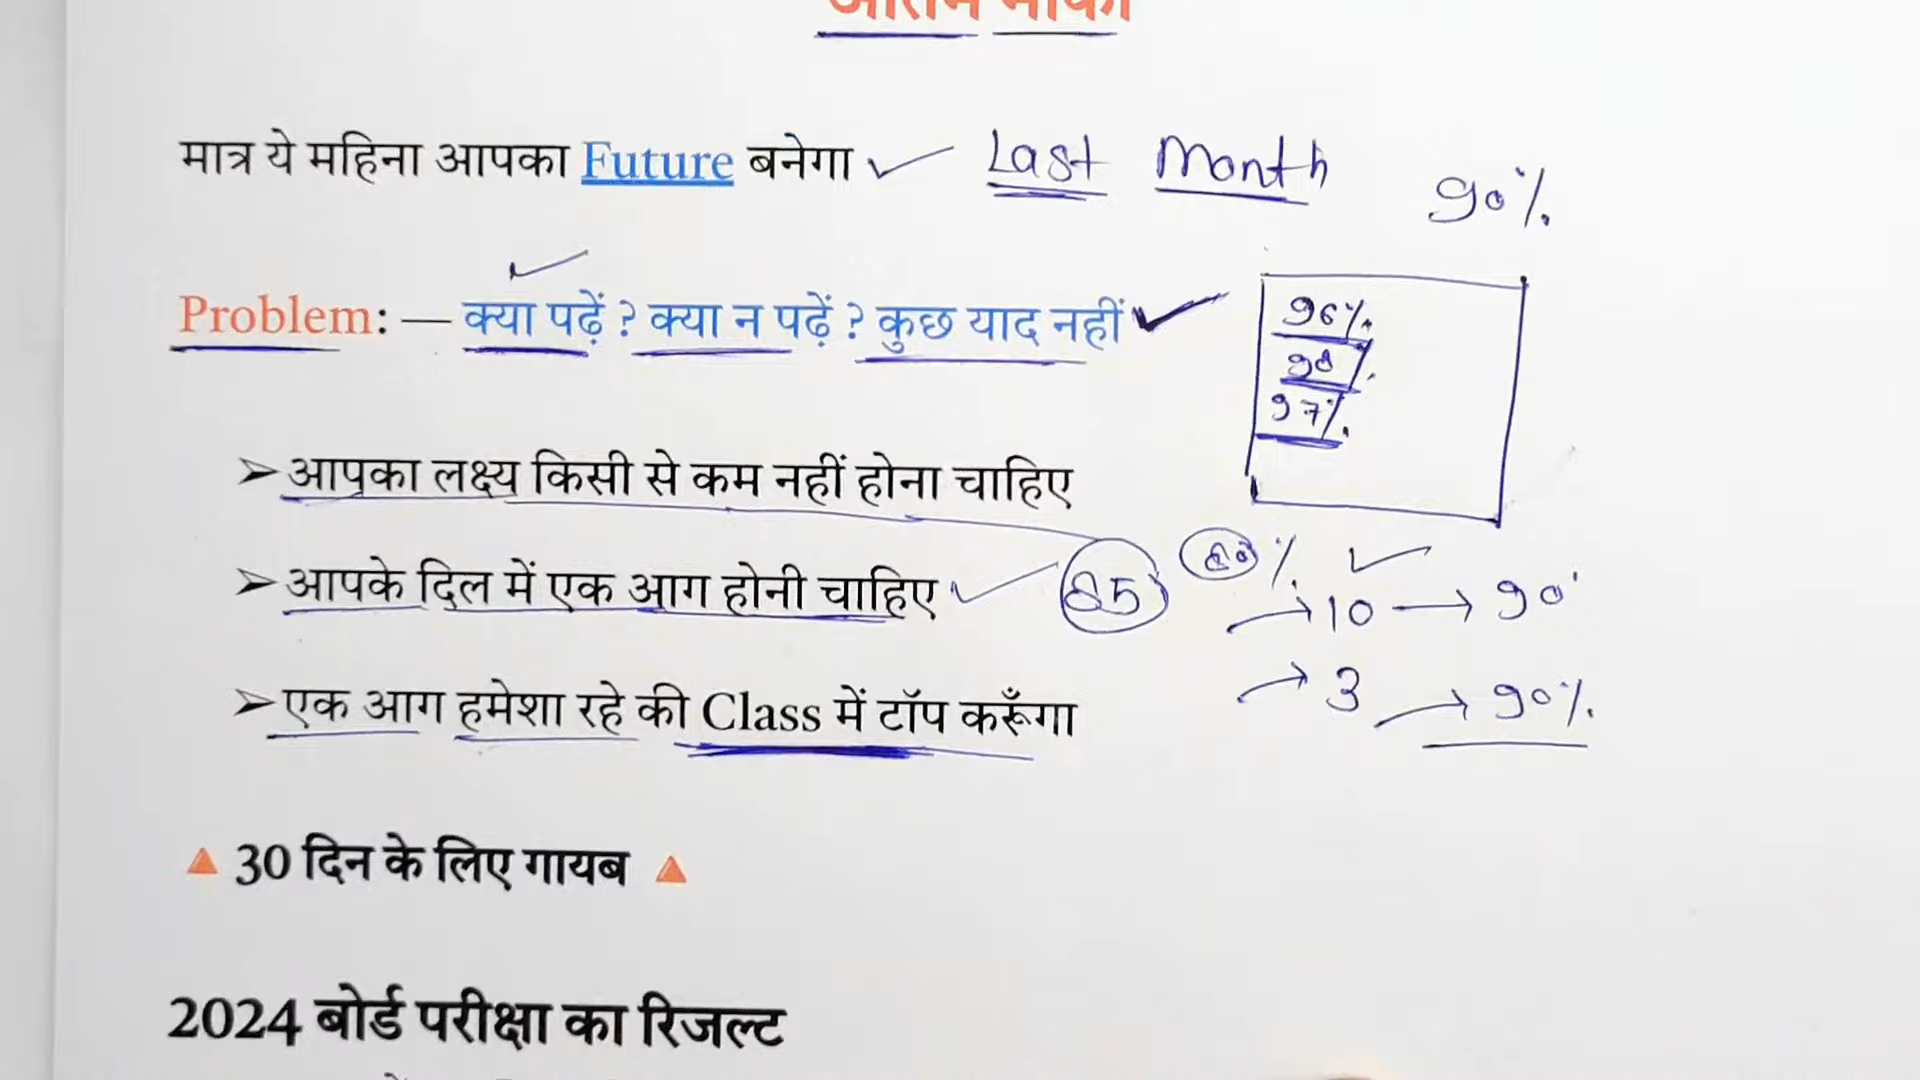 अंतिम मौका
मात्र ये महिना आपका Future बनेगा ✓ Last Month 90%
Problem: — क्या पढ़ें ? क्या न पढ़ें ? कुछ याद नहीं ✓
96%
98%
97%
➢ आपका लक्ष्य किसी से कम नहीं होना चाहिए
80%
➢ आपके दिल में एक आग होनी चाहिए ✓ 85 → 10 → 90
➢ एक आग हमेशा रहे की Class में टॉप करूँगा → 3 → 90%
🔺 30 दिन के लिए गायब 🔺
2024 बोर्ड परीक्षा का रिजल्ट